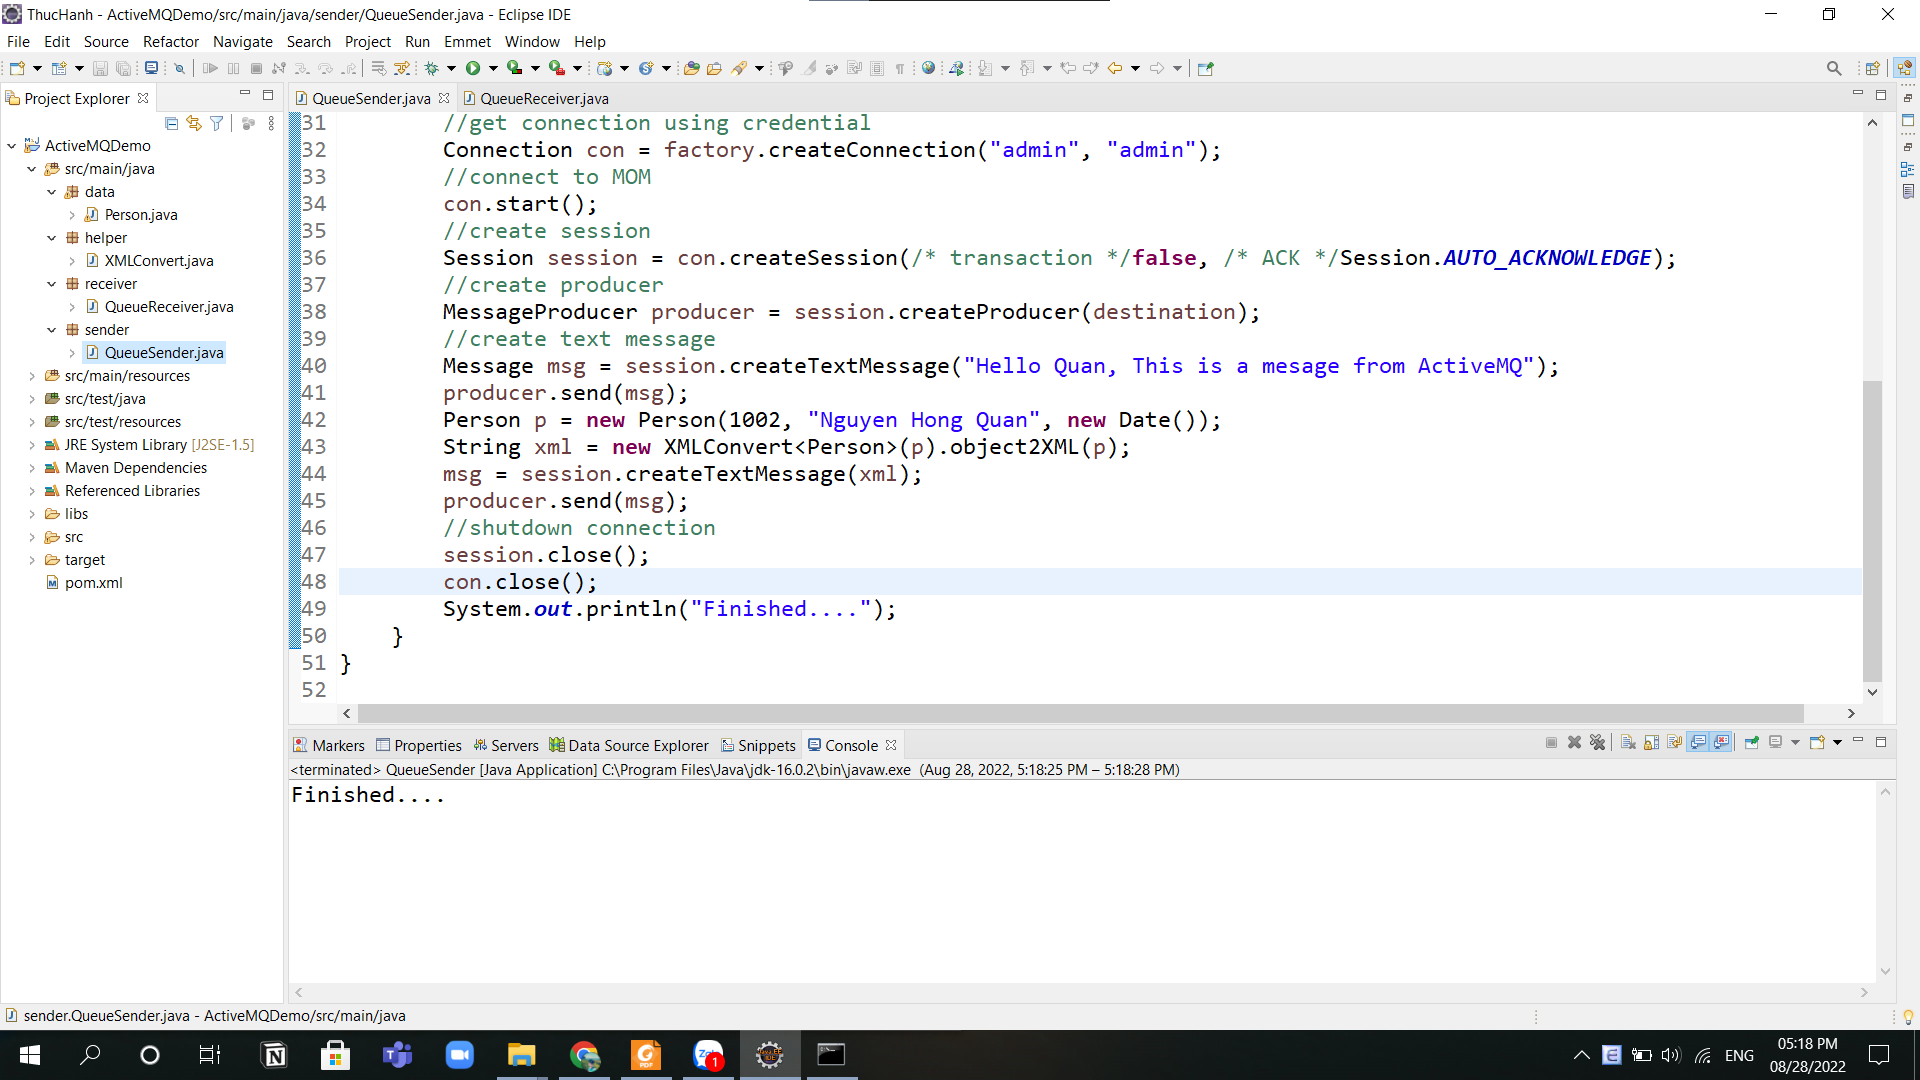 ThucHanh - ActiveMQDemo/src/main/java/sender/QueueSender.java - Eclipse IDE
File Edit Source Refactor Navigate Search Project Run Emmet Window Help
Project Explorer
ActiveMQDemo
src/main/java
data
Person.java
helper
XMLConvert.java
receiver
QueueReceiver.java
sender
QueueSender.java
src/main/resources
src/test/java
src/test/resources
JRE System Library [J2SE-1.5]
Maven Dependencies
Referenced Libraries
libs
src
target
pom.xml
QueueSender.java QueueReceiver.java
31 //get connection using credential
32 Connection con = factory.createConnection("admin", "admin");
33 //connect to MOM
34 con.start();
35 //create session
36 Session session = con.createSession(/* transaction */false, /* ACK */Session.AUTO_ACKNOWLEDGE);
37 //create producer
38 MessageProducer producer = session.createProducer(destination);
39 //create text message
40 Message msg = session.createTextMessage("Hello Quan, This is a mesage from ActiveMQ");
41 producer.send(msg);
42 Person p = new Person(1002, "Nguyen Hong Quan", new Date());
43 String xml = new XMLConvert<Person>(p).object2XML(p);
44 msg = session.createTextMessage(xml);
45 producer.send(msg);
46 //shutdown connection
47 session.close();
48 con.close();
49 System.out.println("Finished....");
50 }
51 }
52
Markers Properties Servers Data Source Explorer Snippets Console
<terminated> QueueSender [Java Application] C:\Program Files\Java\jdk-16.0.2\bin\javaw.exe (Aug 28, 2022, 5:18:25 PM – 5:18:28 PM)
Finished....
sender.QueueSender.java - ActiveMQDemo/src/main/java
ENG
05:18 PM
08/28/2022